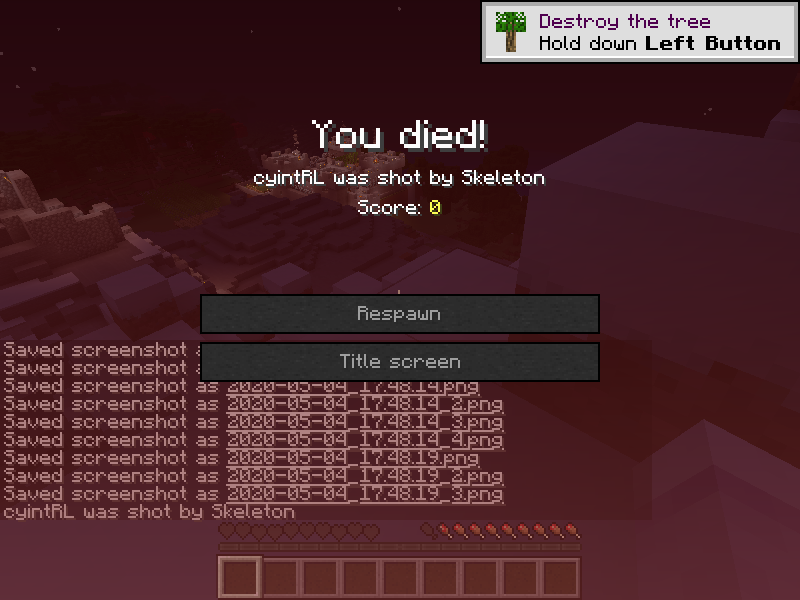 Destroy the tree
Hold down Left Button
You died!
cyintRL was shot by Skeleton
Score: 0
Respawn
Title screen
Saved screenshot
Saved screenshot
Saved screenshot as 2020-05-04_17.48.14.png
Saved screenshot as 2020-05-04_17.48.14_2.png
Saved screenshot as 2020-05-04_17.48.14_3.png
Saved screenshot as 2020-05-04_17.48.14_4.png
Saved screenshot as 2020-05-04_17.48.19.png
Saved screenshot as 2020-05-04_17.48.19_2.png
Saved screenshot as 2020-05-04_17.48.19_3.png
cyintRL was shot by Skeleton